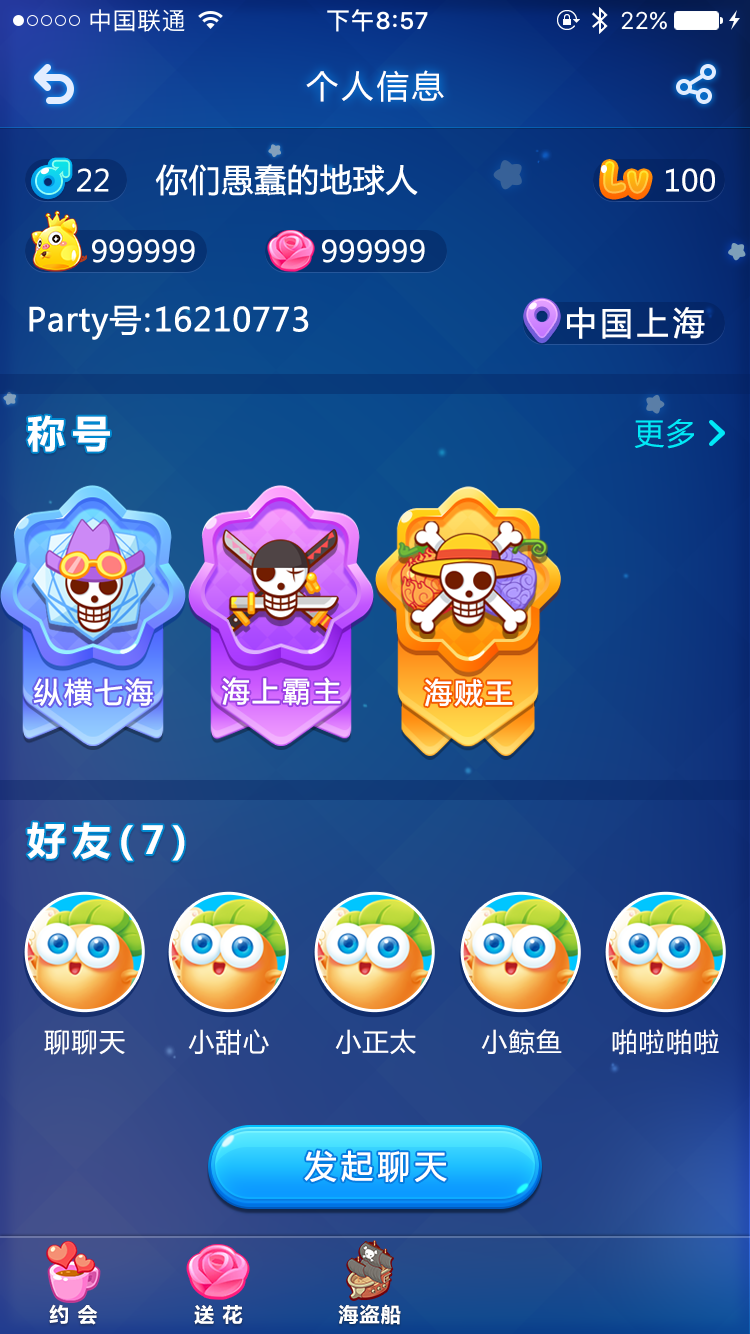 中国联通 下午8:57 22%
个人信息
22 你们愚蠢的地球人 Lv 100
999999 999999
Party号:16210773 中国上海
称号 更多
纵横七海 海上霸主 海贼王
好友(7)
聊聊天 小甜心 小正太 小鲸鱼 啪啦啪啦
发起聊天
约会 送花 海盗船